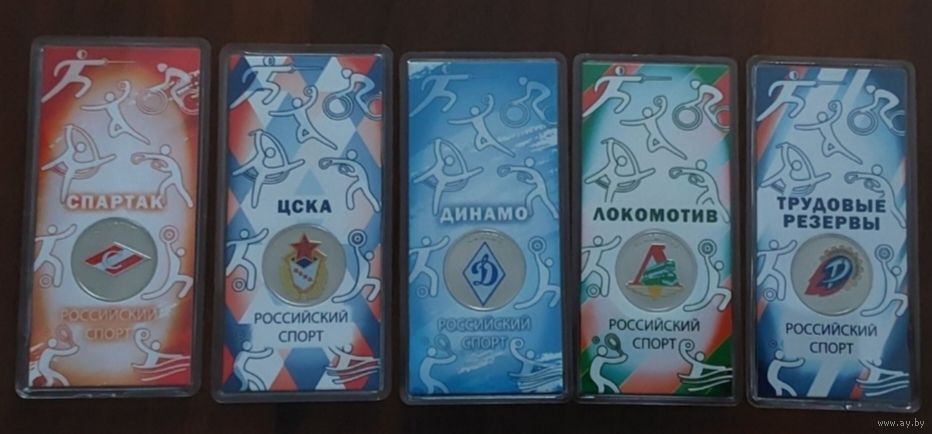 СПАРТАК
РОССИЙСКИЙ
СПОРТ
ЦСКА
РОССИЙСКИЙ
СПОРТ
ДИНАМО
Д
РОССИЙСКИЙ
СПОРТ
ЛОКОМОТИВ
РОССИЙСКИЙ
СПОРТ
ТРУДОВЫЕ
РЕЗЕРВЫ
РОССИЙСКИЙ
СПОРТ
www.ay.by